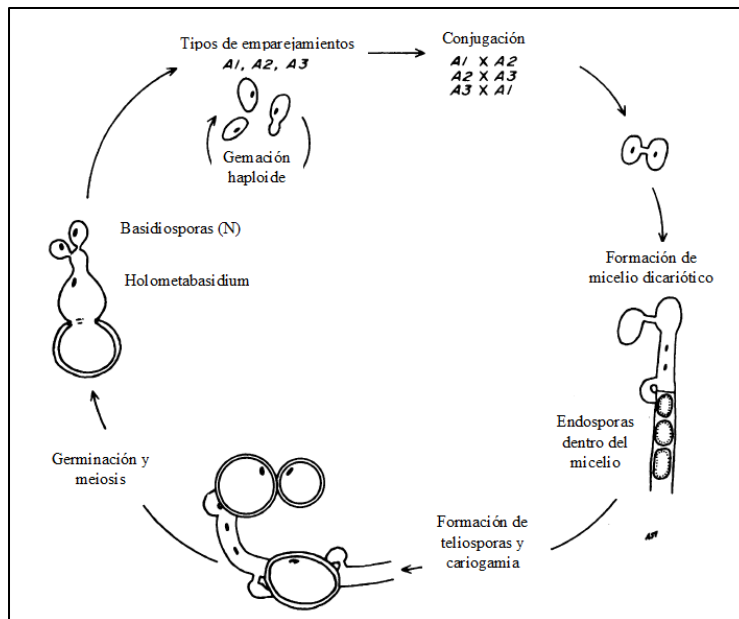 Tipos de emparejamientos
A1, A2, A3
Conjugación
A1 X A2
A2 X A3
A3 X A1
Gemación
haploide
Basidiosporas (N)
Holometabasidium
Formación de
micelio dicariótico
Endosporas
dentro del
micelio
Formación de
teliosporas y
cariogamia
Germinación y
meiosis